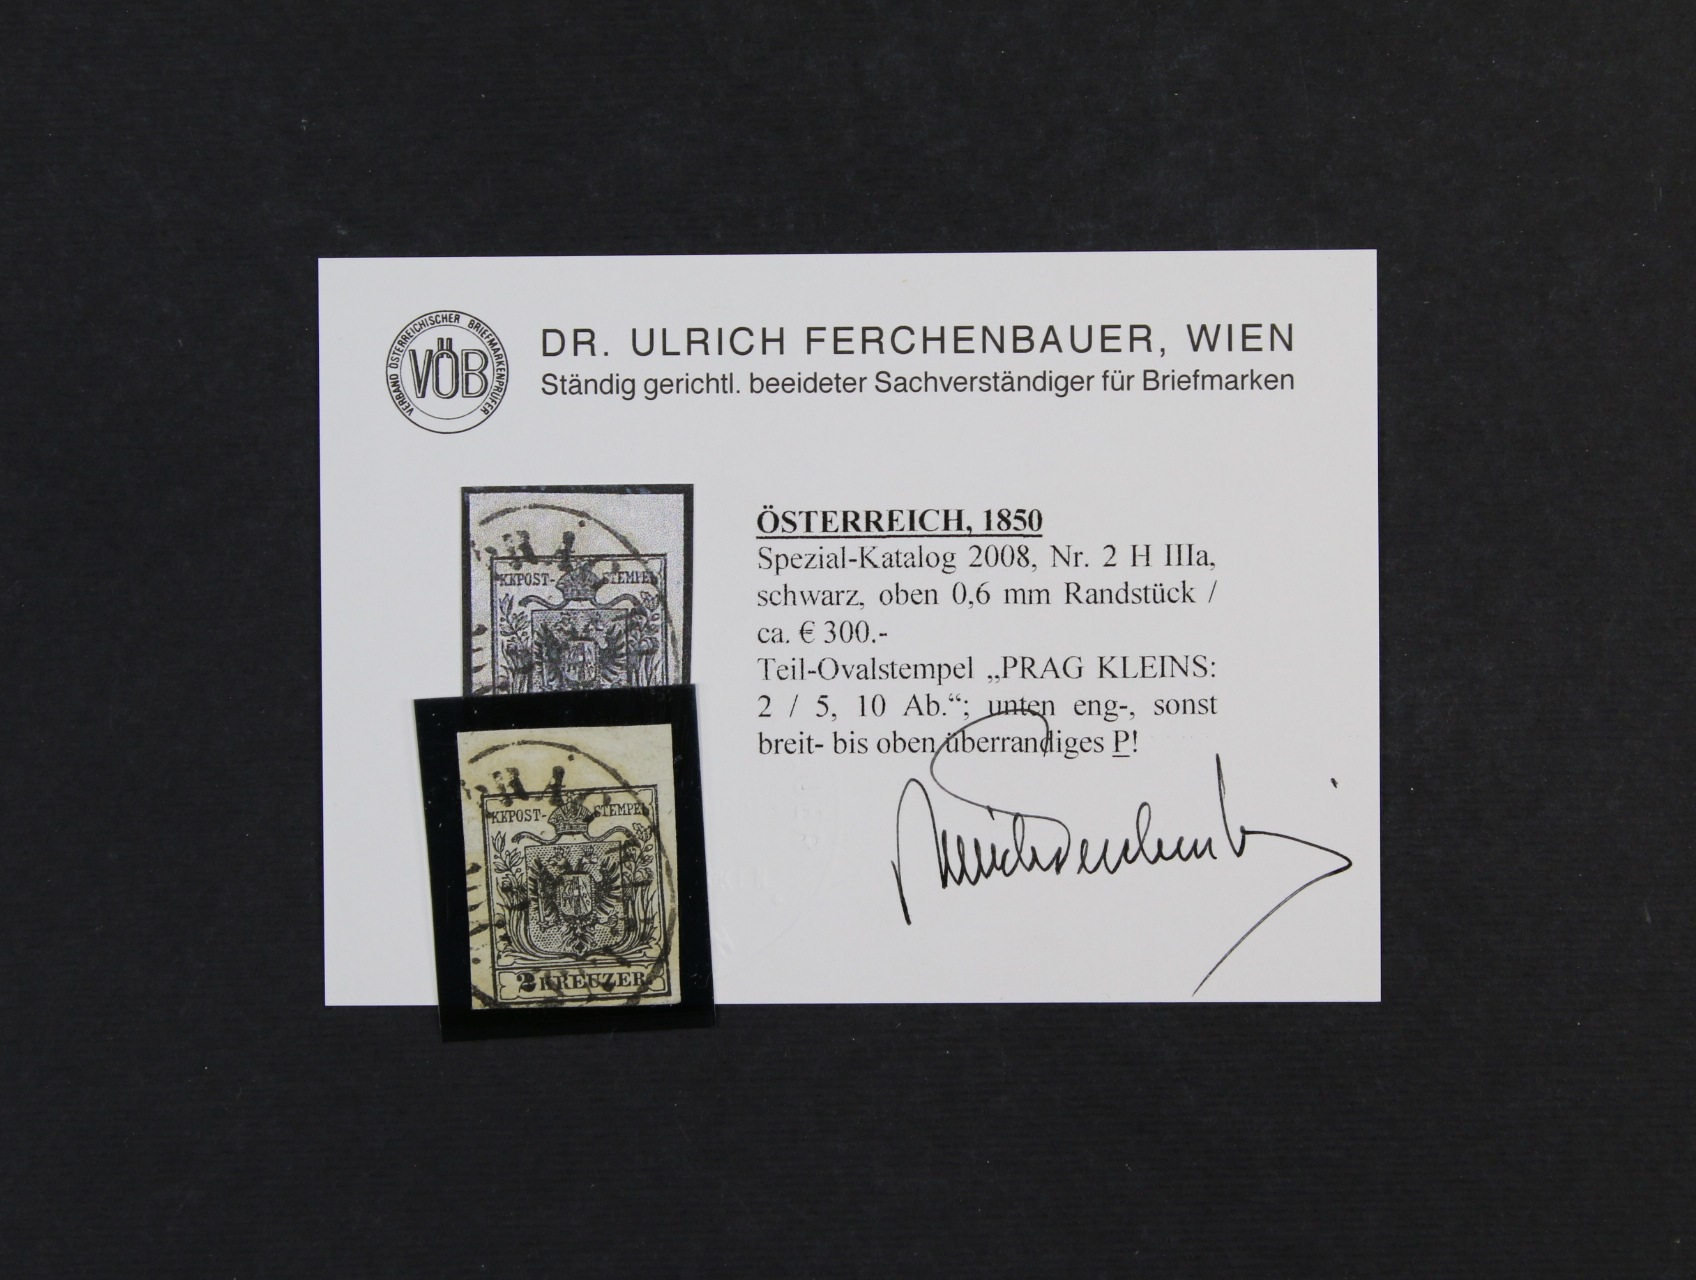 VERBAND ÖSTERREICHISCHER BRIEFMARKENPRÜFER
VÖB
DR. ULRICH FERCHENBAUER, WIEN
Ständig gerichtl. beeideter Sachverständiger für Briefmarken
ÖSTERREICH, 1850
Spezial-Katalog 2008, Nr. 2 H IIIa,
schwarz, oben 0,6 mm Randstück /
ca. € 300.-
Teil-Ovalstempel „PRAG KLEINS:
2 / 5, 10 Ab.“; unten eng-, sonst
breit- bis oben überrandiges P!
PRAG
KKPOST-STEMPEL
PRAG
KKPOST-STEMPEL
2 KREUZER